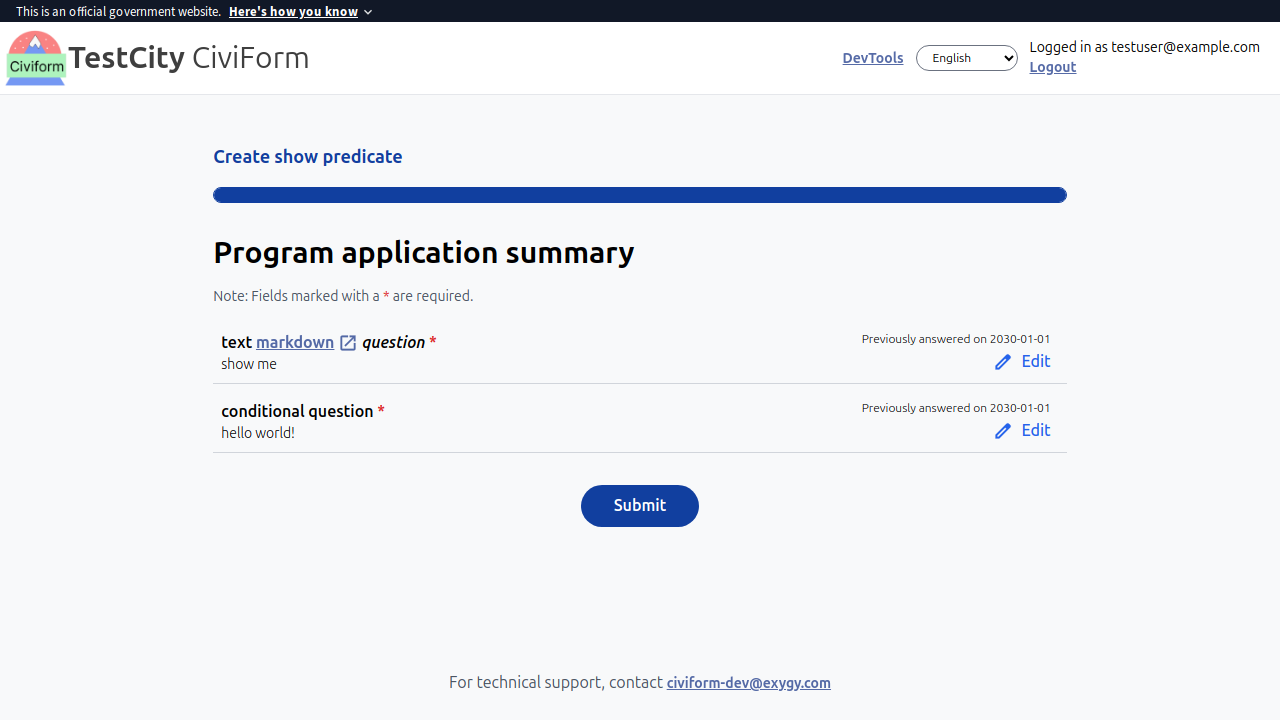 This is an official government website. Here's how you know
Civiform
TestCity CiviForm
DevTools
English
Logged in as testuser@example.com
Logout
Create show predicate
Program application summary
Note: Fields marked with a * are required.
text markdown question *
Previously answered on 2030-01-01
show me
Edit
conditional question *
Previously answered on 2030-01-01
hello world!
Edit
Submit
For technical support, contact civiform-dev@exygy.com